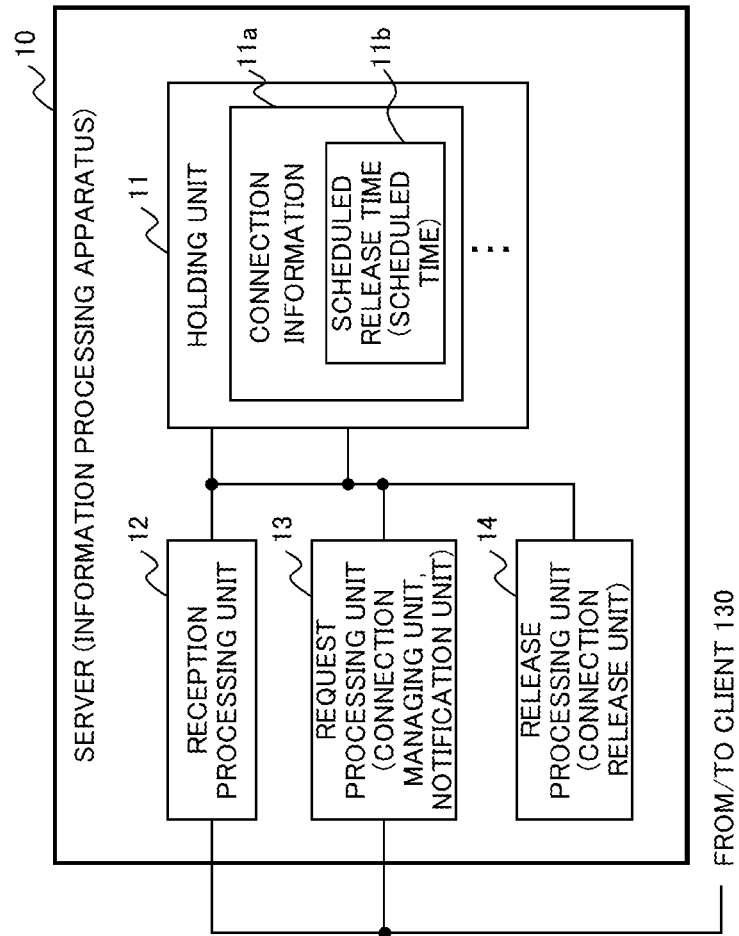 10
SERVER (INFORMATION PROCESSING APPARATUS)
12
RECEPTION
PROCESSING UNIT
13
REQUEST
PROCESSING UNIT
(CONNECTION
MANAGING UNIT,
NOTIFICATION UNIT)
14
RELEASE
PROCESSING UNIT
(CONNECTION
RELEASE UNIT)
11
HOLDING UNIT
11a
CONNECTION
INFORMATION
11b
SCHEDULED
RELEASE TIME
(SCHEDULED
TIME)
...
FROM/TO CLIENT 130